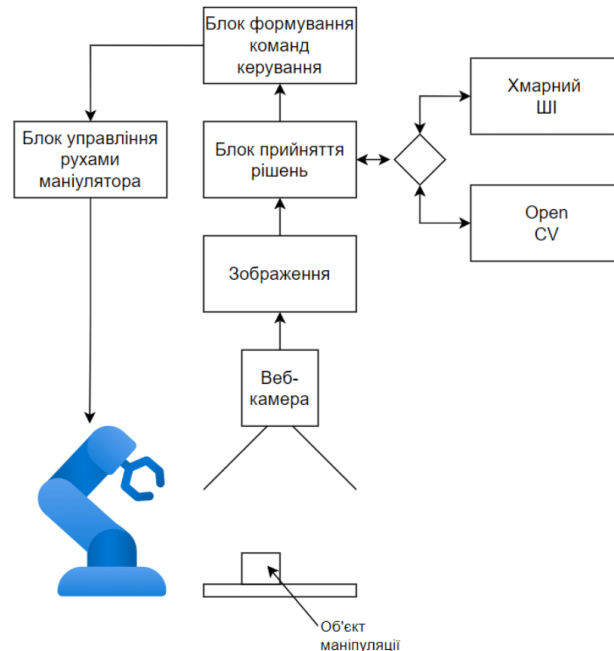 Блок формування
команд
керування
Хмарний
ШІ
Блок управління
рухами
маніулятора
Блок прийняття
рішень
Open
CV
Зображення
Веб-
камера
Об'єкт
маніпуляції